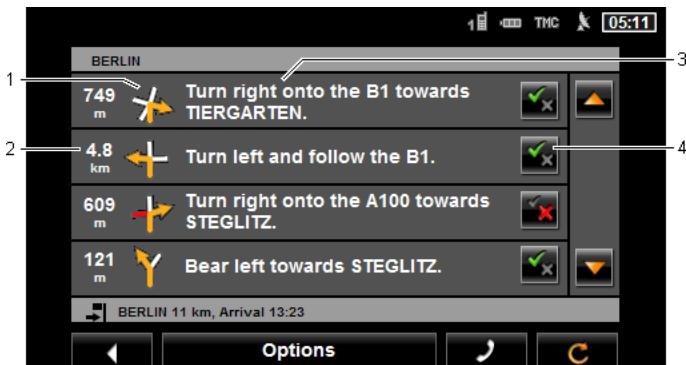 1 TMC 05:11
BERLIN
3
1
749 m
Turn right onto the B1 towards
TIERGARTEN.
2
4.8 km
Turn left and follow the B1.
4
609 m
Turn right onto the A100 towards
STEGLITZ.
121 m
Bear left towards STEGLITZ.
BERLIN 11 km, Arrival 13:23
Options